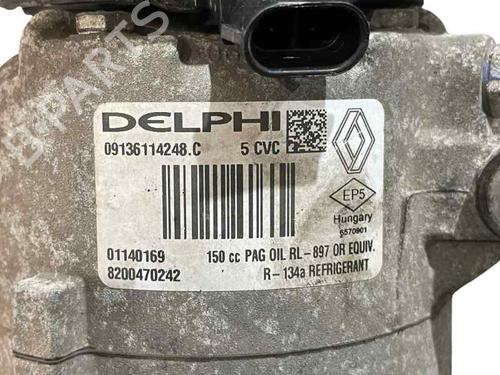 DELPHI
09136114248.C 5 CVC
EP5
Hungary
5570901
01140169 150 cc PAG OIL RL-897 OR EQUIV.
8200470242 R-134a REFRIGERANT
B-PARTS